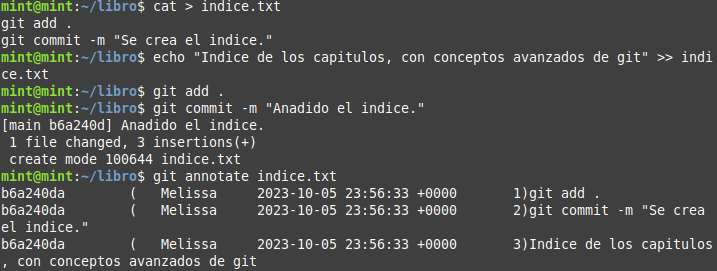 mint@mint:~/libro$ cat > indice.txt
git add .
git commit -m "Se crea el indice."
mint@mint:~/libro$ echo "Indice de los capitulos, con conceptos avanzados de git" >> indi
ce.txt
mint@mint:~/libro$ git add .
mint@mint:~/libro$ git commit -m "Anadido el indice."
[main b6a240d] Anadido el indice.
 1 file changed, 3 insertions(+)
 create mode 100644 indice.txt
mint@mint:~/libro$ git annotate indice.txt
b6a240da        (   Melissa     2023-10-05 23:56:33 +0000       1)git add .
b6a240da        (   Melissa     2023-10-05 23:56:33 +0000       2)git commit -m "Se crea
el indice."
b6a240da        (   Melissa     2023-10-05 23:56:33 +0000       3)Indice de los capitulos
, con conceptos avanzados de git